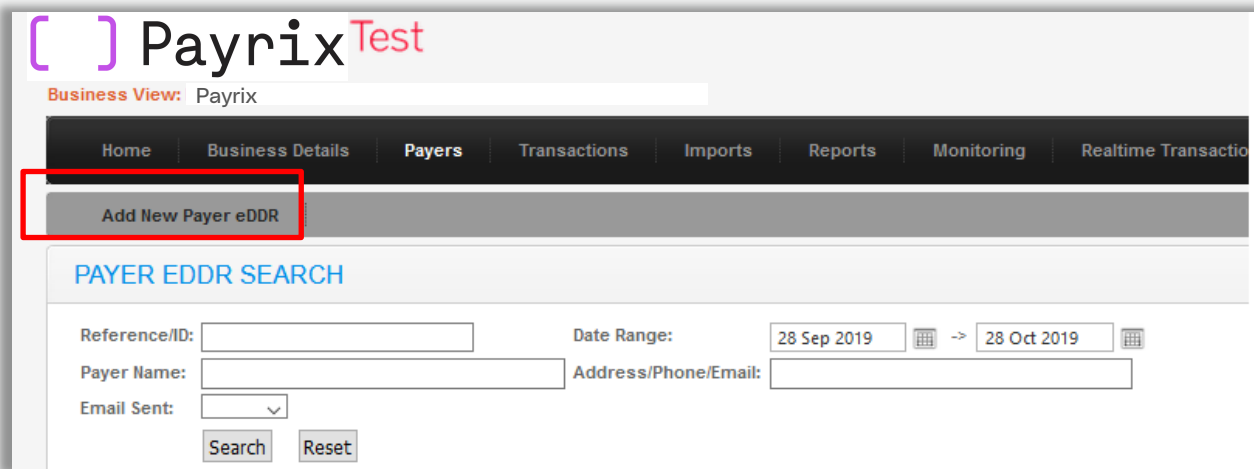 [ ] Payrix Test
Business View: Payrix
Home Business Details Payers Transactions Imports Reports Monitoring Realtime Transactio
Add New Payer eDDR
PAYER EDDR SEARCH
Reference/ID: Date Range: 28 Sep 2019 -> 28 Oct 2019
Payer Name: Address/Phone/Email:
Email Sent:
Search Reset